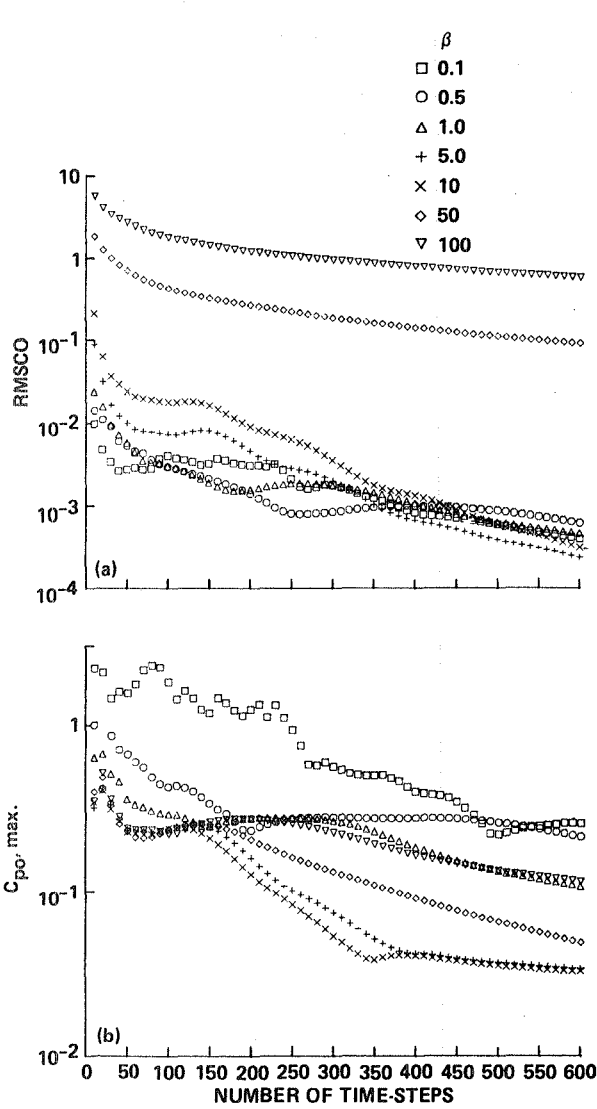 β
□ 0.1
○ 0.5
△ 1.0
+ 5.0
× 10
◇ 50
▽ 100
10
1
10⁻¹
10⁻²
10⁻³
10⁻⁴
RMSCO
(a)
1
10⁻¹
10⁻²
Cpo, max.
(b)
0 50 100 150 200 250 300 350 400 450 500 550 600
NUMBER OF TIME-STEPS